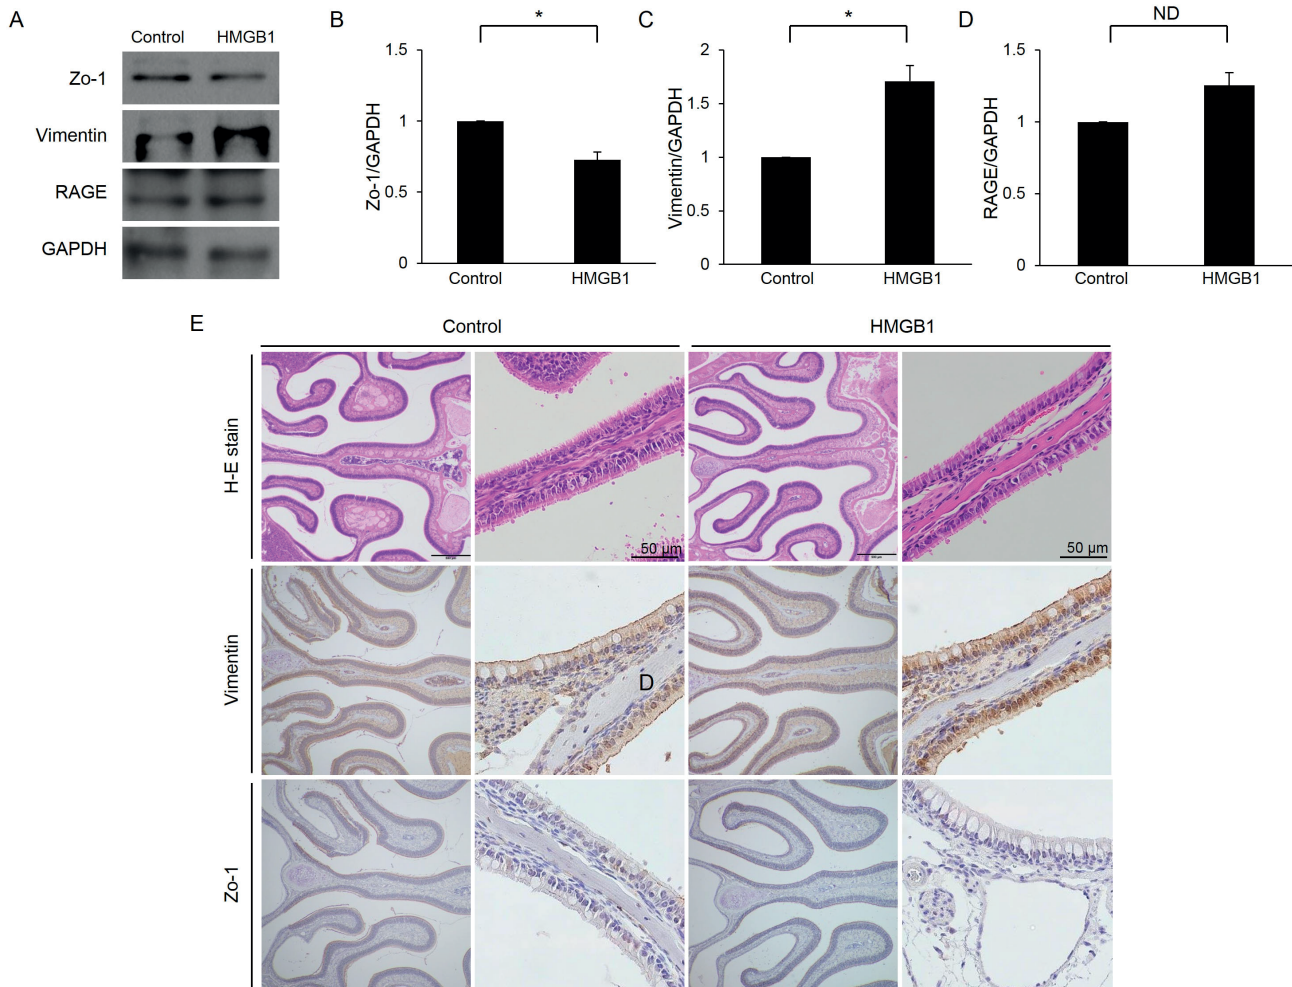 A
Control HMGB1
Zo-1
Vimentin
RAGE
GAPDH
B
*
Zo-1/GAPDH
1.5
1
0.5
0
Control HMGB1
C
*
Vimentin/GAPDH
2
1.5
1
0.5
0
Control HMGB1
D
ND
RAGE/GAPDH
1.5
1
0.5
0
Control HMGB1
E
Control HMGB1
H-E stain
50 µm
50 µm
Vimentin
D
Zo-1